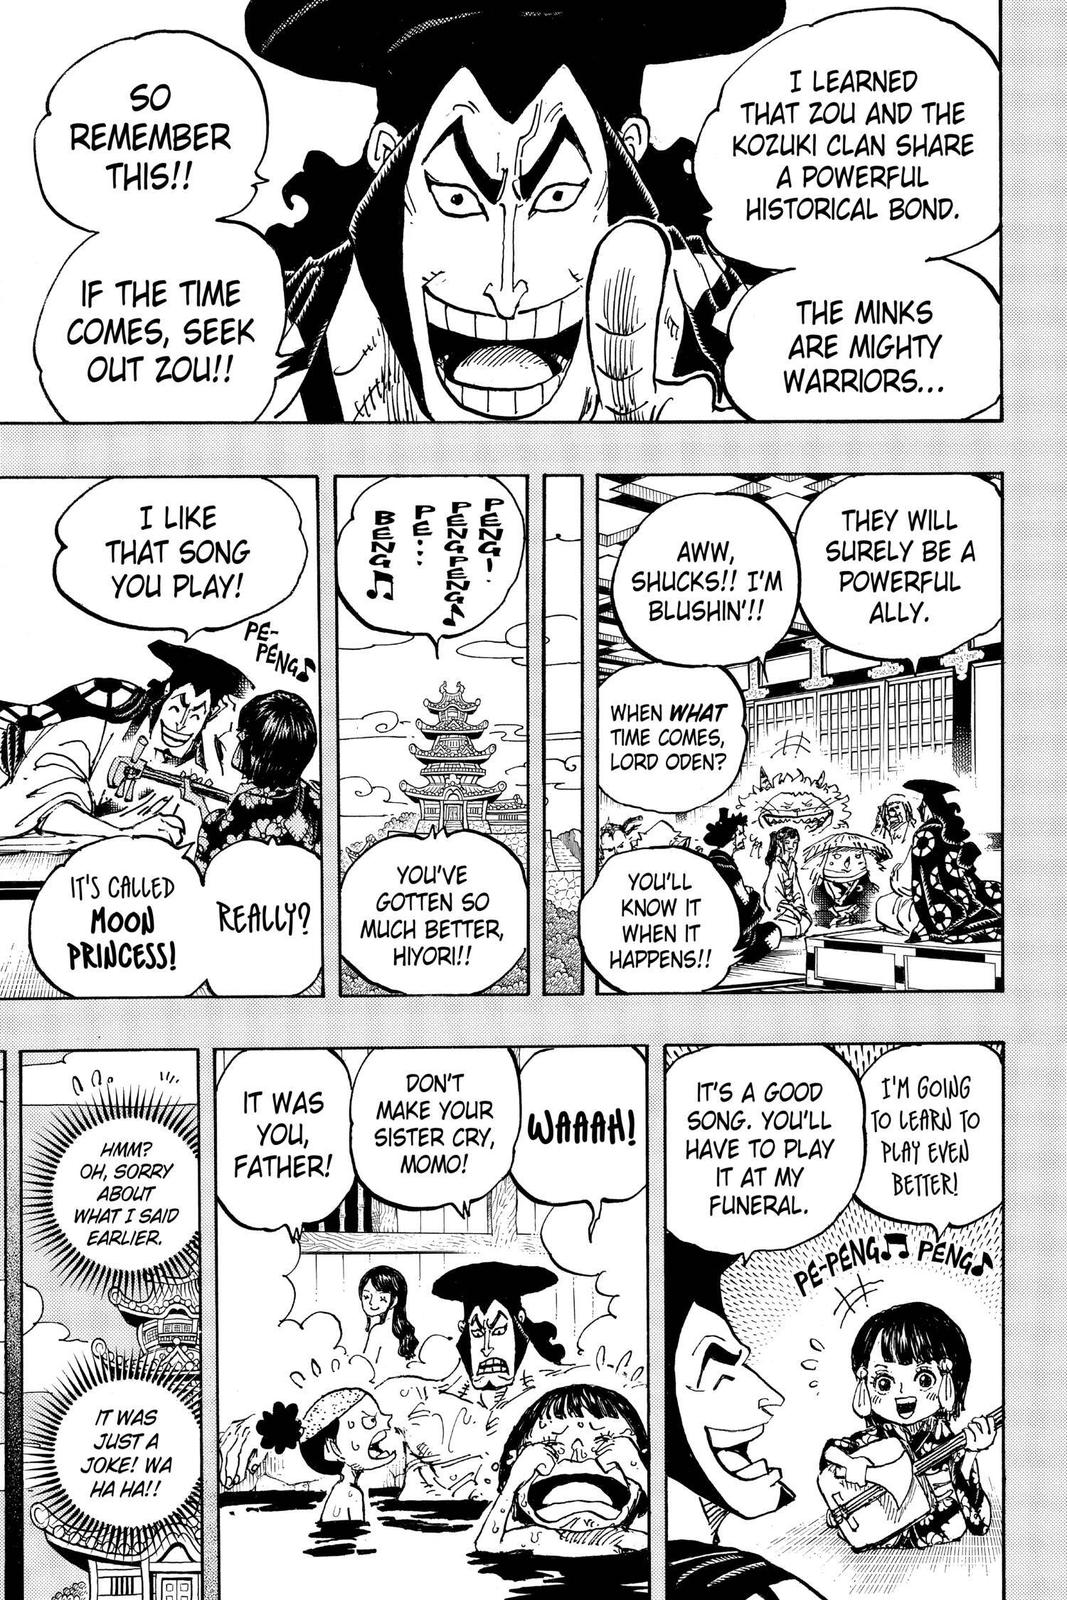 I LEARNED
THAT ZOU AND THE
KOZUKI CLAN SHARE
A POWERFUL
HISTORICAL BOND.
THE MINKS
ARE MIGHTY
WARRIORS...
SO
REMEMBER
THIS!!
IF THE TIME
COMES, SEEK
OUT ZOU!!
THEY WILL
SURELY BE A
POWERFUL
ALLY.
AWW,
SHUCKS!! I'M
BLUSHIN'!!
WHEN WHAT
TIME COMES,
LORD ODEN?
YOU'LL
KNOW IT
WHEN IT
HAPPENS!!
PENG!.
PENGPENG♪
PE...
BENG♫
YOU'VE
GOTTEN SO
MUCH BETTER,
HIYORI!!
I LIKE
THAT SONG
YOU PLAY!
PE-
PENG♪
REALLY?
IT'S CALLED
MOON
PRINCESS!
I'M GOING
TO LEARN TO
PLAY EVEN
BETTER!
IT'S A GOOD
SONG. YOU'LL
HAVE TO PLAY
IT AT MY
FUNERAL.
PE-PENG♫ PENG♪
WAAAH!
DON'T
MAKE YOUR
SISTER CRY,
MOMO!
IT WAS
YOU,
FATHER!
HMM?
OH, SORRY
ABOUT
WHAT I SAID
EARLIER.
IT WAS
JUST A
JOKE! WA
HA HA!!